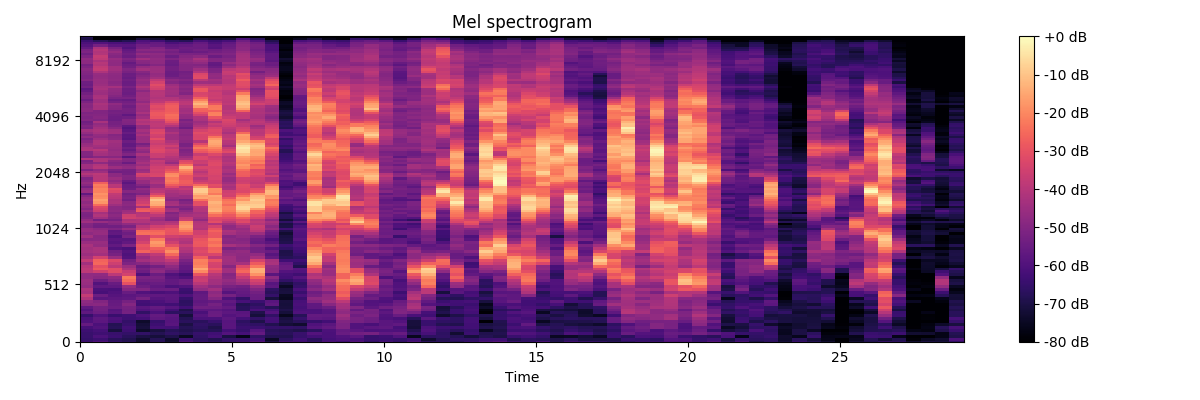 Mel spectrogram
Hz
8192
4096
2048
1024
512
0
0 5 10 15 20 25
Time
+0 dB
-10 dB
-20 dB
-30 dB
-40 dB
-50 dB
-60 dB
-70 dB
-80 dB